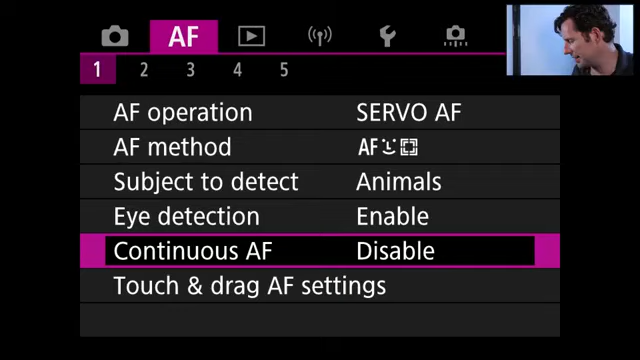 AF
1 2 3 4 5
AF operation SERVO AF
AF method AF
Subject to detect Animals
Eye detection Enable
Continuous AF Disable
Touch & drag AF settings